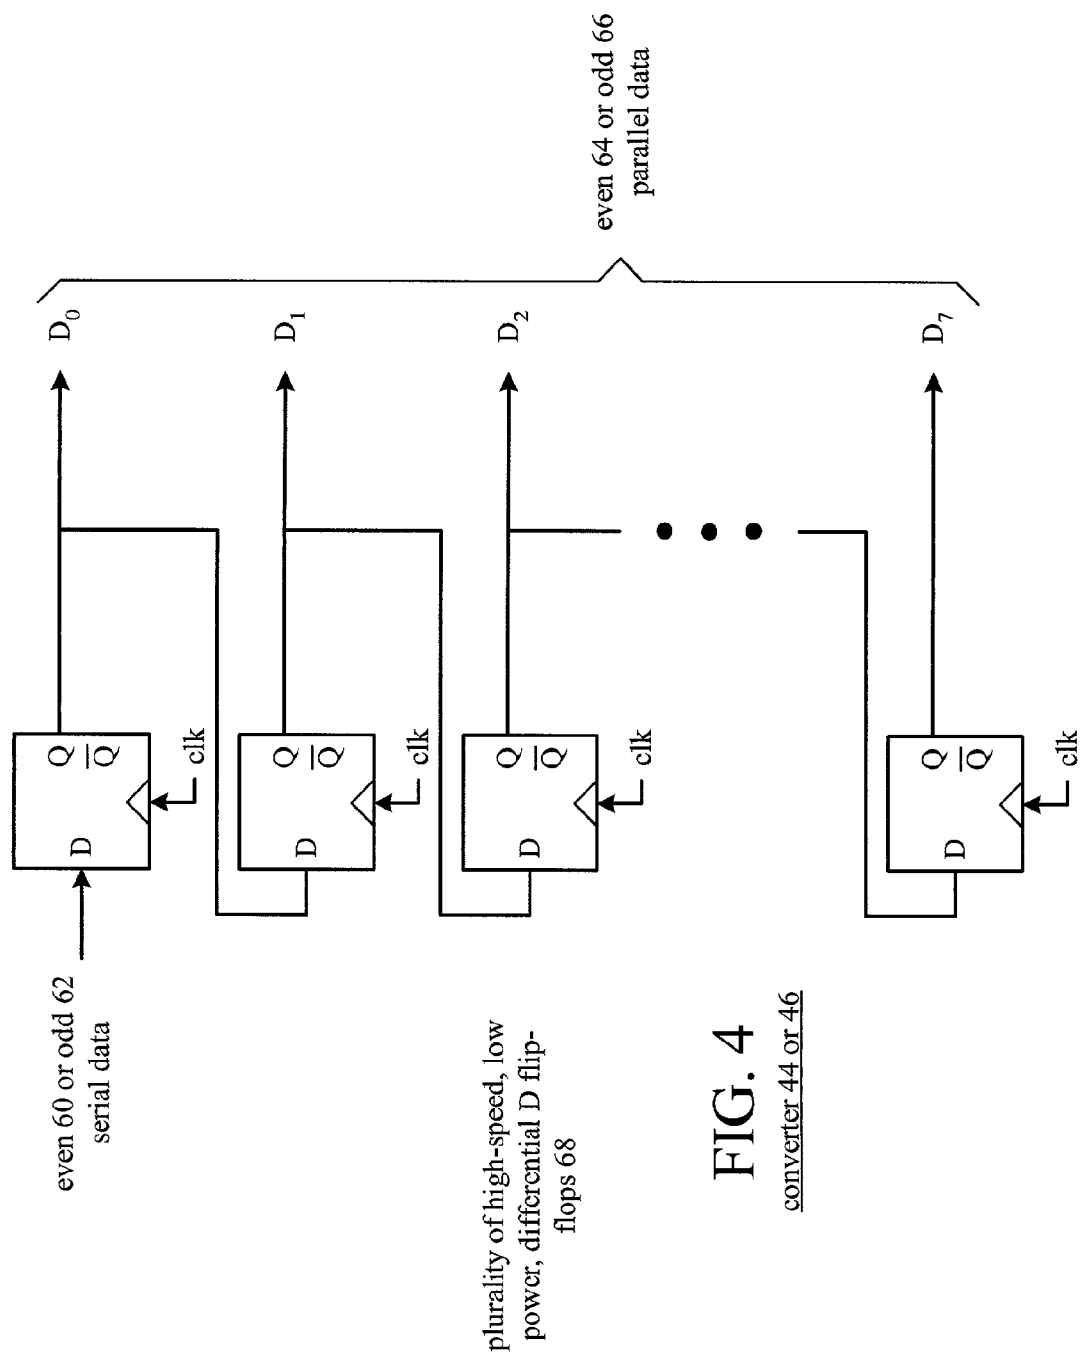 even 60 or odd 62
serial data
D
Q
Q
clk
D₀
D
Q
Q
clk
D₁
D
Q
Q
clk
D₂
D
Q
Q
clk
D₇
even 64 or odd 66
parallel data
plurality of high-speed, low
power, differential D flip-
flops 68
FIG. 4
converter 44 or 46